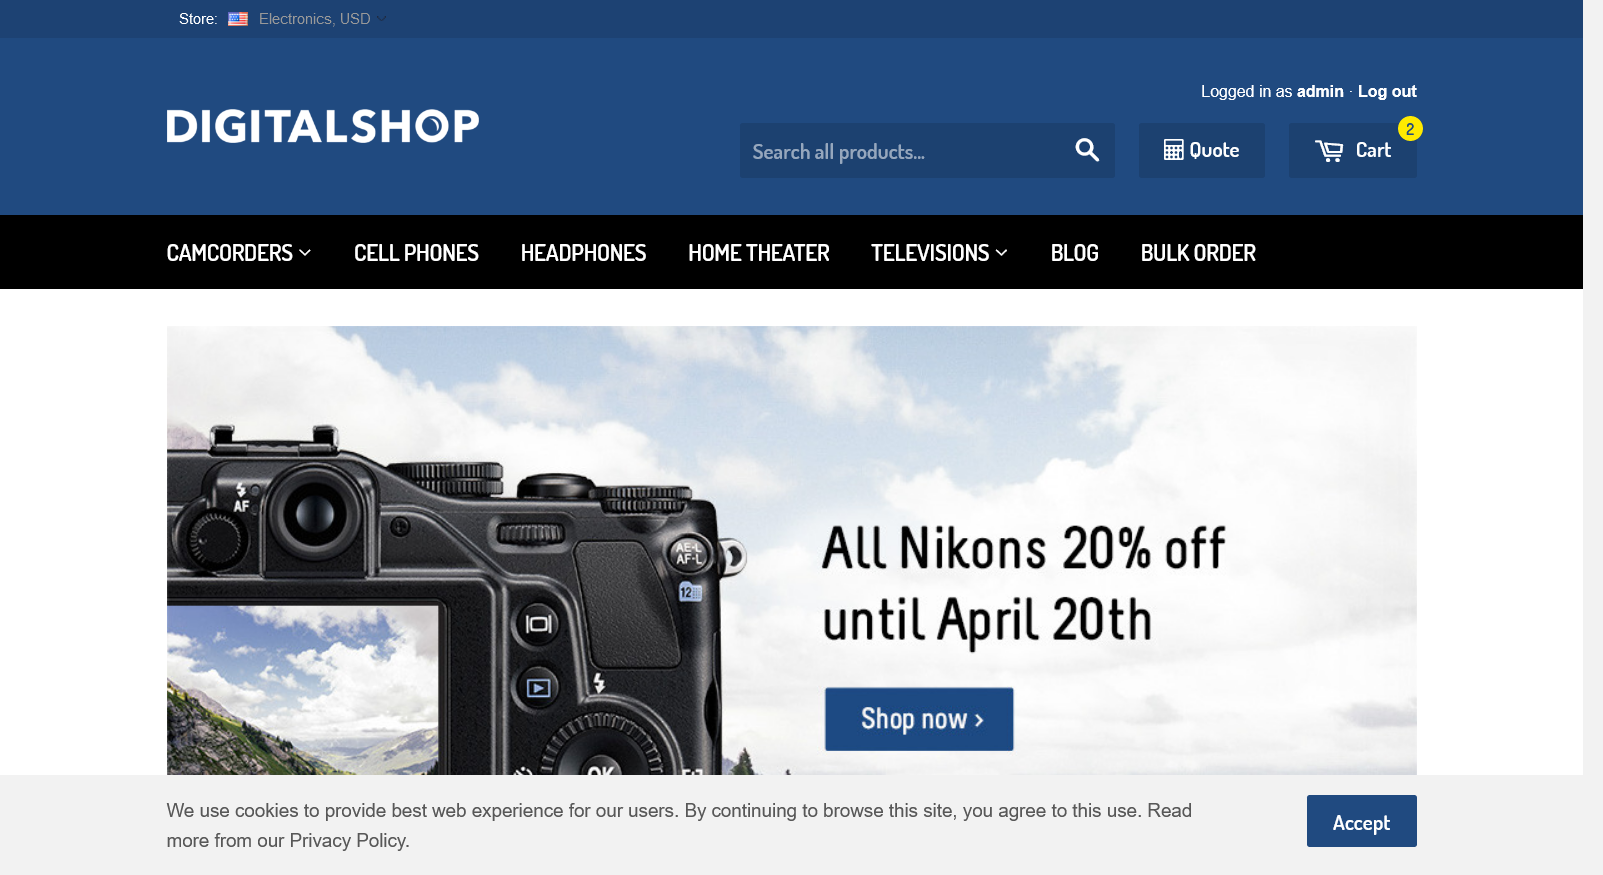 Store: Electronics, USD
Logged in as admin · Log out
DIGITALSHOP
Search all products...
Quote
Cart
2
CAMCORDERS
CELL PHONES
HEADPHONES
HOME THEATER
TELEVISIONS
BLOG
BULK ORDER
AF
AE-L
AF-L
12
All Nikons 20% off
until April 20th
Shop now ›
OK
We use cookies to provide best web experience for our users. By continuing to browse this site, you agree to this use. Read
more from our Privacy Policy.
Accept